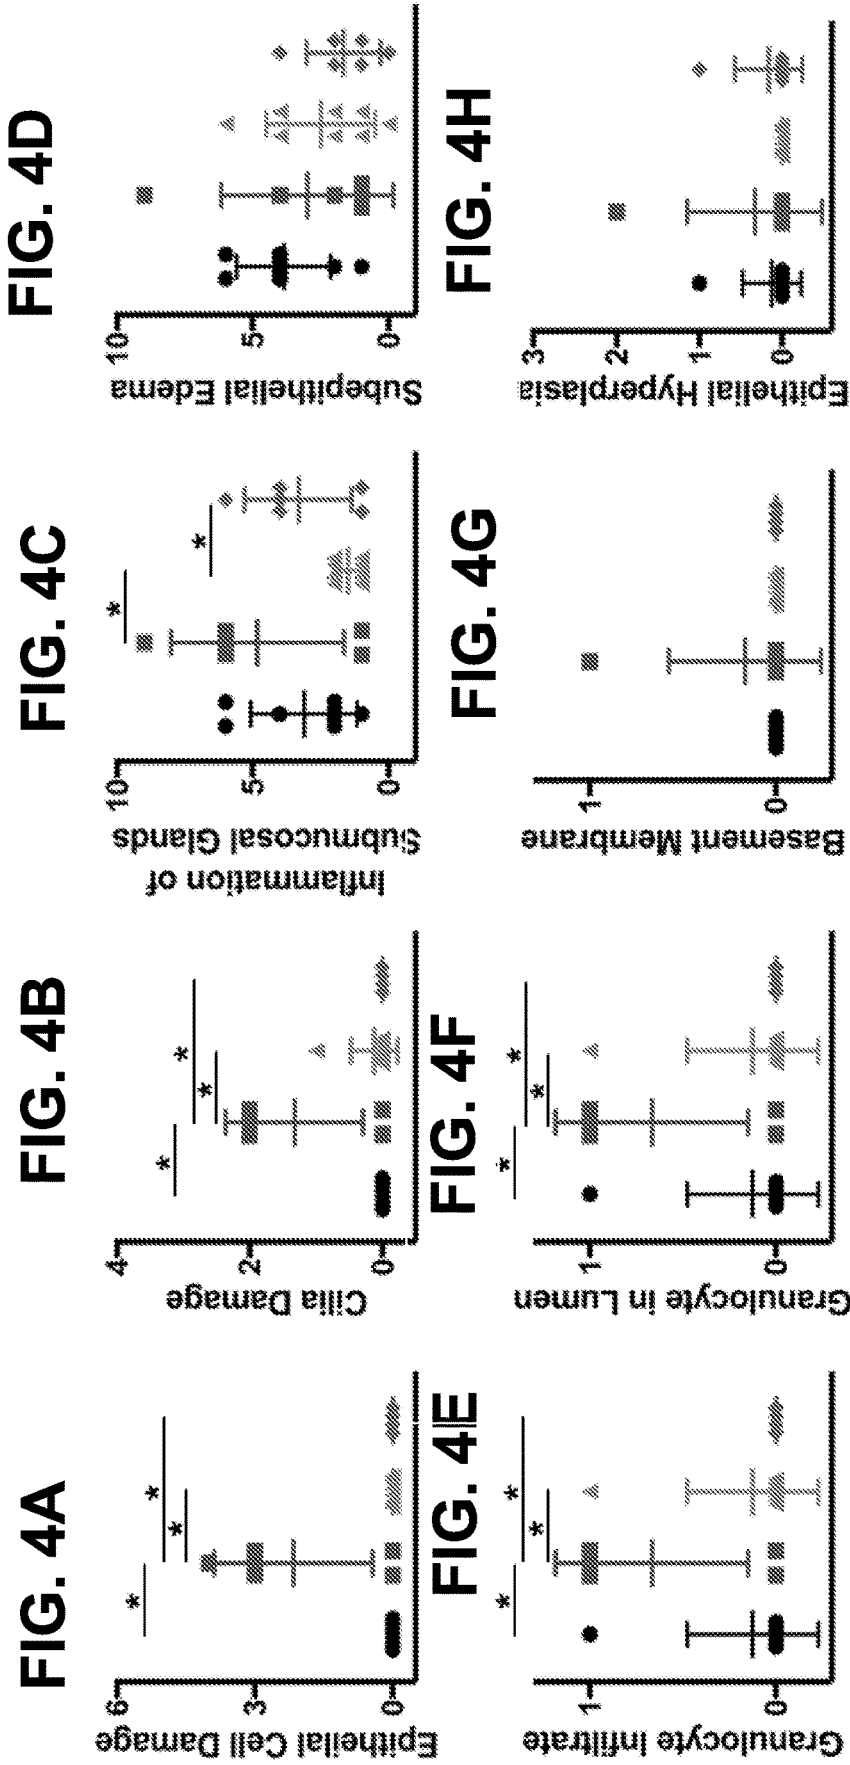 FIG. 4A
6
3
0
Epithelial Cell Damage
*
*
*
FIG. 4B
4
2
0
Cilia Damage
*
*
*
FIG. 4C
10
5
0
Inflammation of
Submucosal Glands
*
*
FIG. 4D
10
5
0
Subepithelial Edema
FIG. 4E
1
0
Granulocyte Infiltrate
*
*
*
FIG. 4F
1
0
Granulocyte in Lumen
*
*
*
FIG. 4G
1
0
Basement Membrane
FIG. 4H
3
2
1
0
Epithelial Hyperplasia